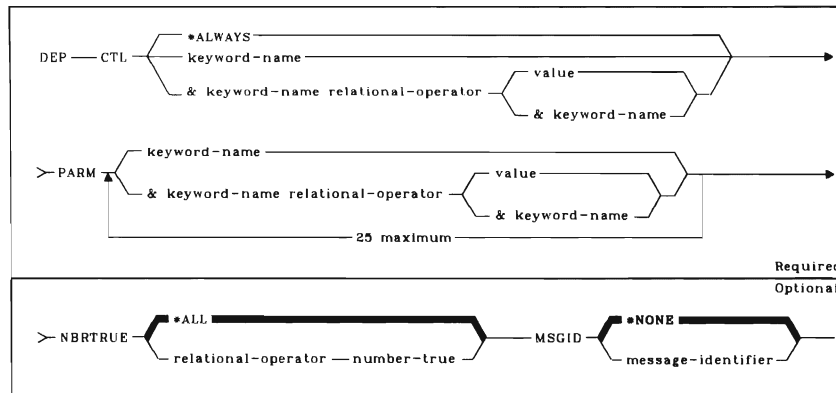 *ALWAYS
DEP CTL keyword-name
& keyword-name relational-operator value
& keyword-name
keyword-name
PARM
& keyword-name relational-operator value
& keyword-name
25 maximum
Required
Optional
*ALL *NONE
NBRTRUE MSGID
relational-operator number-true message-identifier